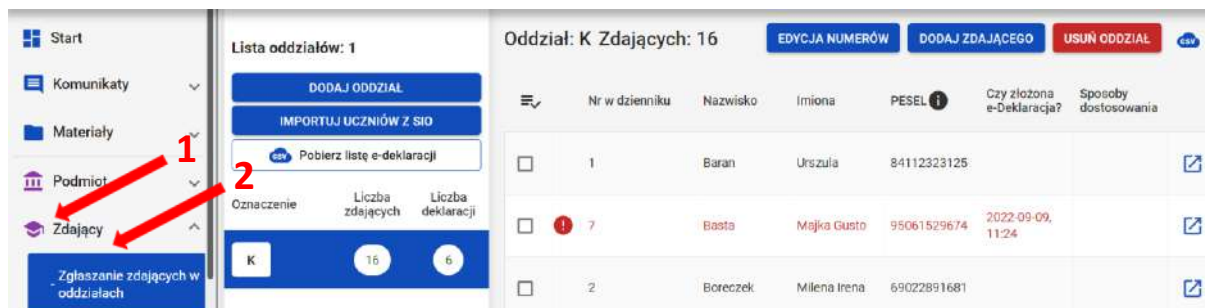 Start
Komunikaty
Materiały
1
Podmiot
2
Zdający
Zgłaszanie zdających w
oddziałach
Lista oddziałów: 1
DODAJ ODDZIAŁ
IMPORTUJ UCZNIÓW Z SIO
csv Pobierz listę e-deklaracji
Oznaczenie Liczba zdających Liczba deklaracji
K 16 6
Oddział: K Zdających: 16 EDYCJA NUMERÓW DODAJ ZDAJĄCEGO USUŃ ODDZIAŁ csv
Nr w dzienniku Nazwisko Imiona PESEL Czy złożona e-Deklaracja? Sposoby dostosowania
1 Baran Urszula 84112323125
7 Basta Majka Gusto 95061529674 2022-09-09, 11:24
2 Boreczek Milena Irena 69022891681